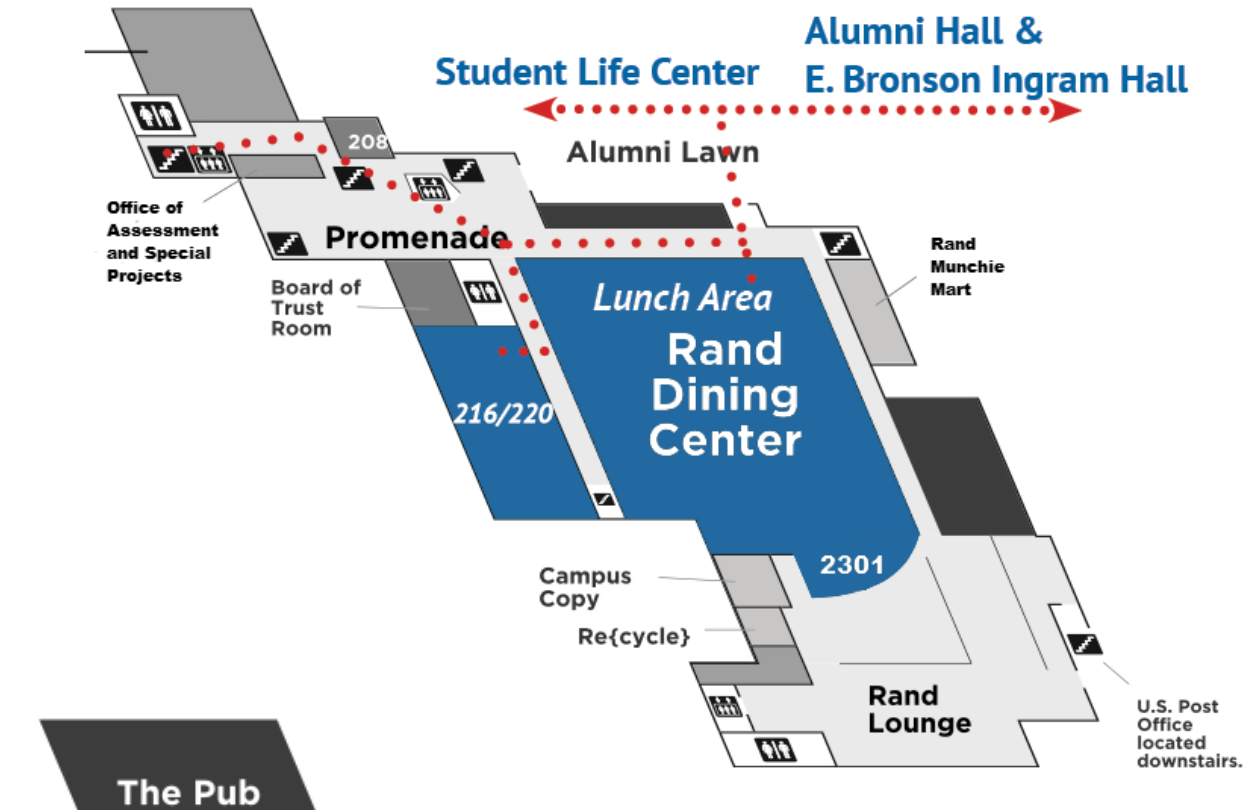 Alumni Hall &
Student Life Center
E. Bronson Ingram Hall
208
Alumni Lawn
Office of
Assessment
and Special
Projects
Promenade
Rand
Munchie
Mart
Board of
Trust
Room
Lunch Area
Rand
Dining
Center
216/220
2301
Campus
Copy
Re{cycle}
Rand
Lounge
U.S. Post
Office
located
downstairs.
The Pub